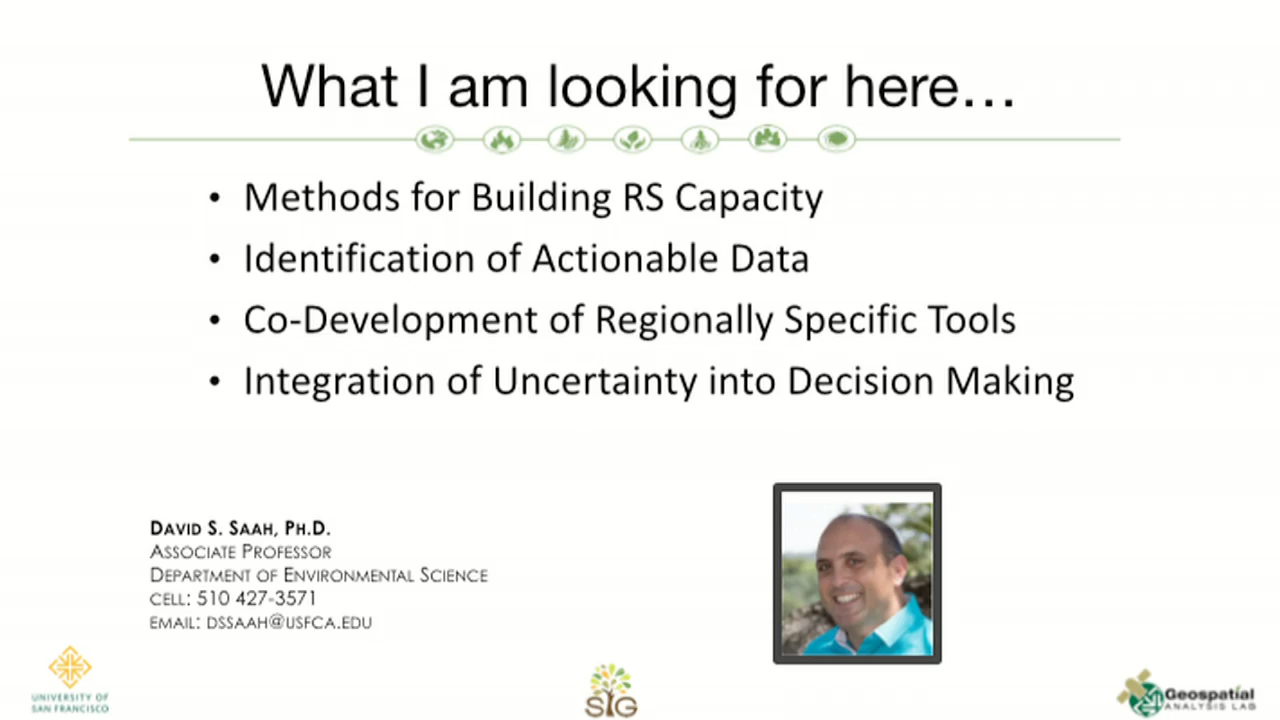 What I am looking for here...
• Methods for Building RS Capacity
• Identification of Actionable Data
• Co-Development of Regionally Specific Tools
• Integration of Uncertainty into Decision Making
DAVID S. SAAH, PH.D.
ASSOCIATE PROFESSOR
DEPARTMENT OF ENVIRONMENTAL SCIENCE
CELL: 510 427-3571
EMAIL: DSSAAH@USFCA.EDU
UNIVERSITY OF
SAN FRANCISCO
SIG
Geospatial
ANALYSIS LAB